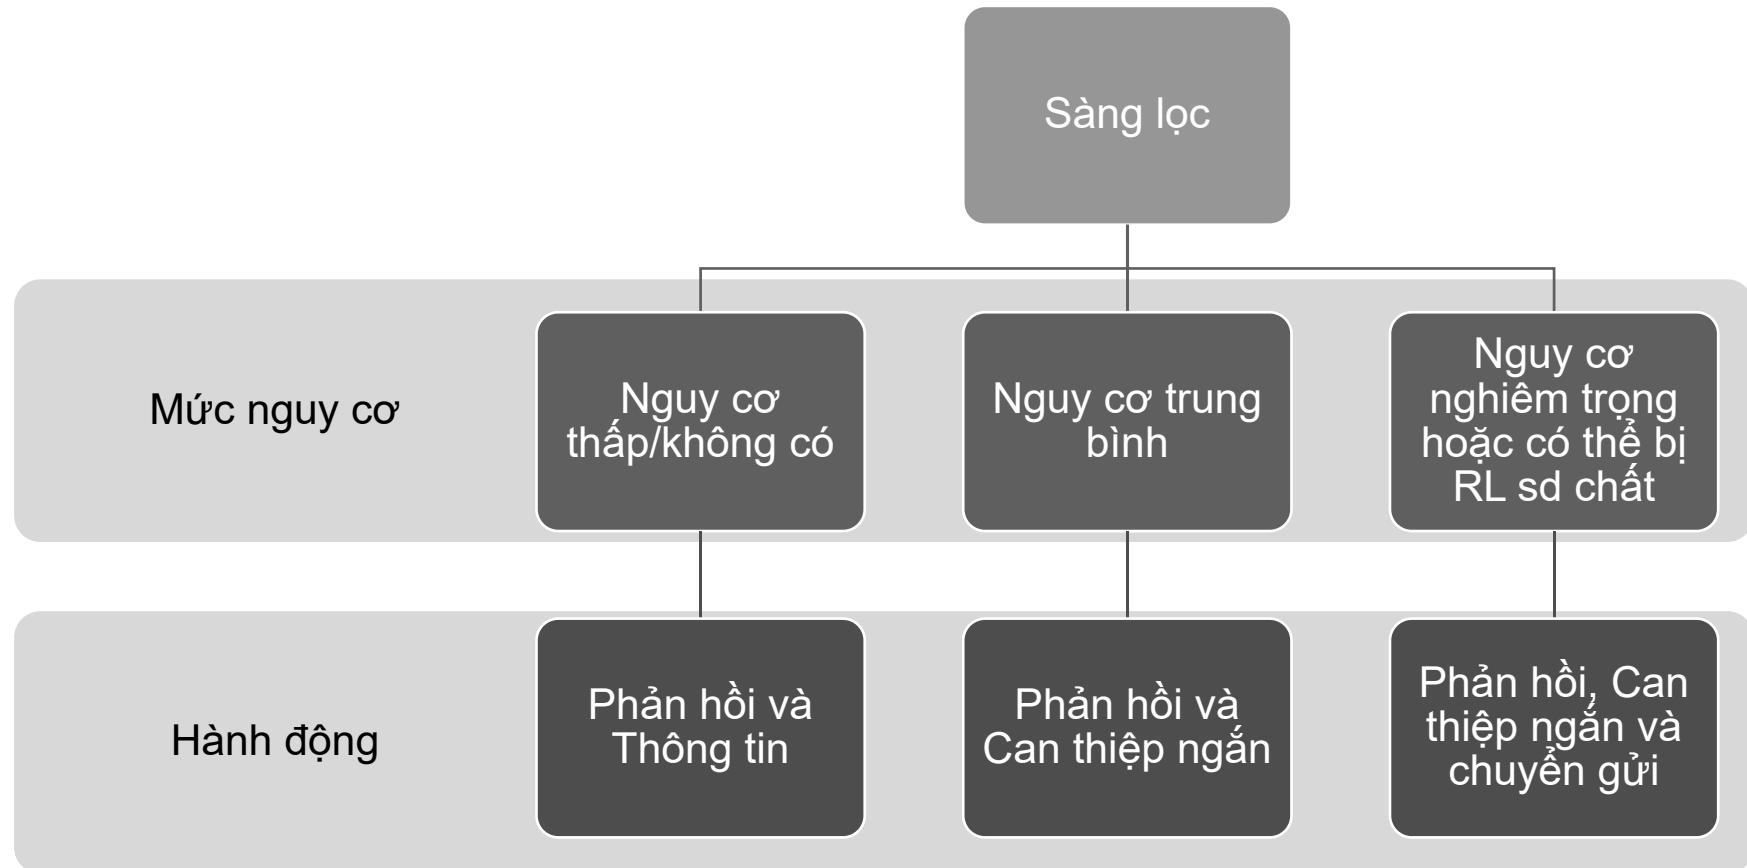 Sàng lọc
Mức nguy cơ
Nguy cơ
thấp/không có
Nguy cơ trung
bình
Nguy cơ
nghiêm trọng
hoặc có thể bị
RL sd chất
Hành động
Phản hồi và
Thông tin
Phản hồi và
Can thiệp ngắn
Phản hồi, Can
thiệp ngắn và
chuyển gửi